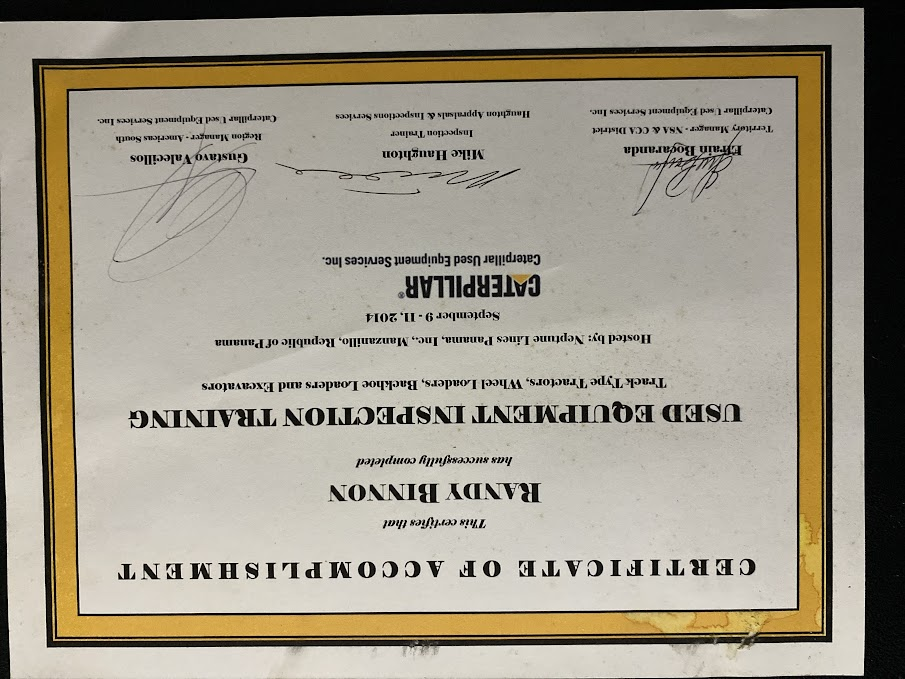 CERTIFICATE OF ACCOMPLISHMENT
This certifies that
RANDY BINNON
has successfully completed
USED EQUIPMENT INSPECTION TRAINING
Track Type Tractors, Wheel Loaders, Backhoe Loaders and Excavators
Hosted by: Neptune Lines Panama, Inc., Manzanillo, Republic of Panama
September 9 - 11, 2014
CATERPILLAR®
Caterpillar Used Equipment Services Inc.
Efrain Bocaranda
Territory Manager - NSA & CCA District
Caterpillar Used Equipment Services Inc.
Mike Haughton
Inspection Trainer
Haughton Appraisals & Inspections Services
Gustavo Valecillos
Region Manager - Americas South
Caterpillar Used Equipment Services Inc.